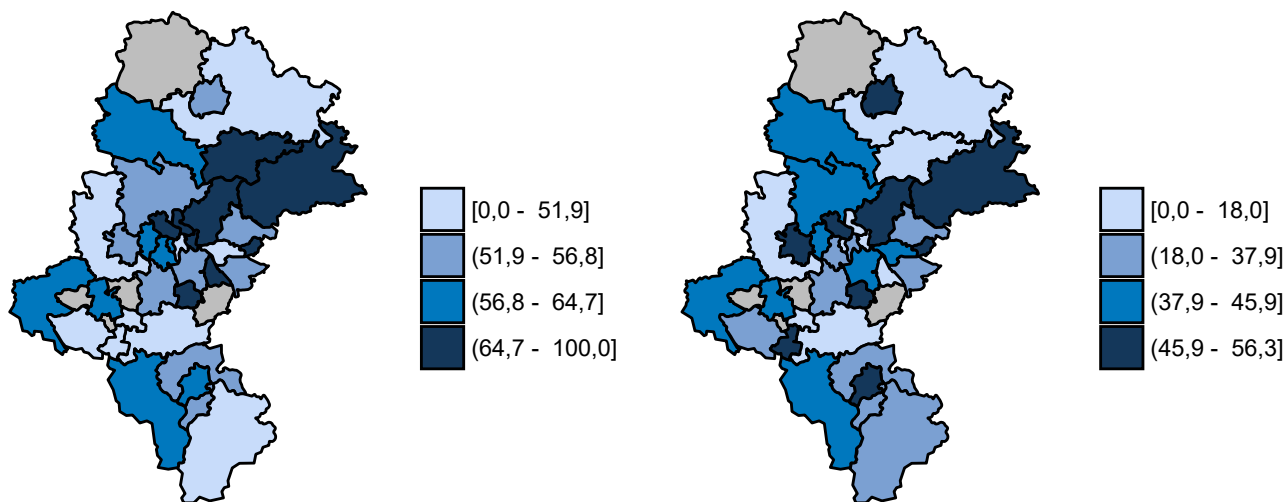 [0,0 - 51,9]
(51,9 - 56,8]
(56,8 - 64,7]
(64,7 - 100,0]
[0,0 - 18,0]
(18,0 - 37,9]
(37,9 - 45,9]
(45,9 - 56,3]